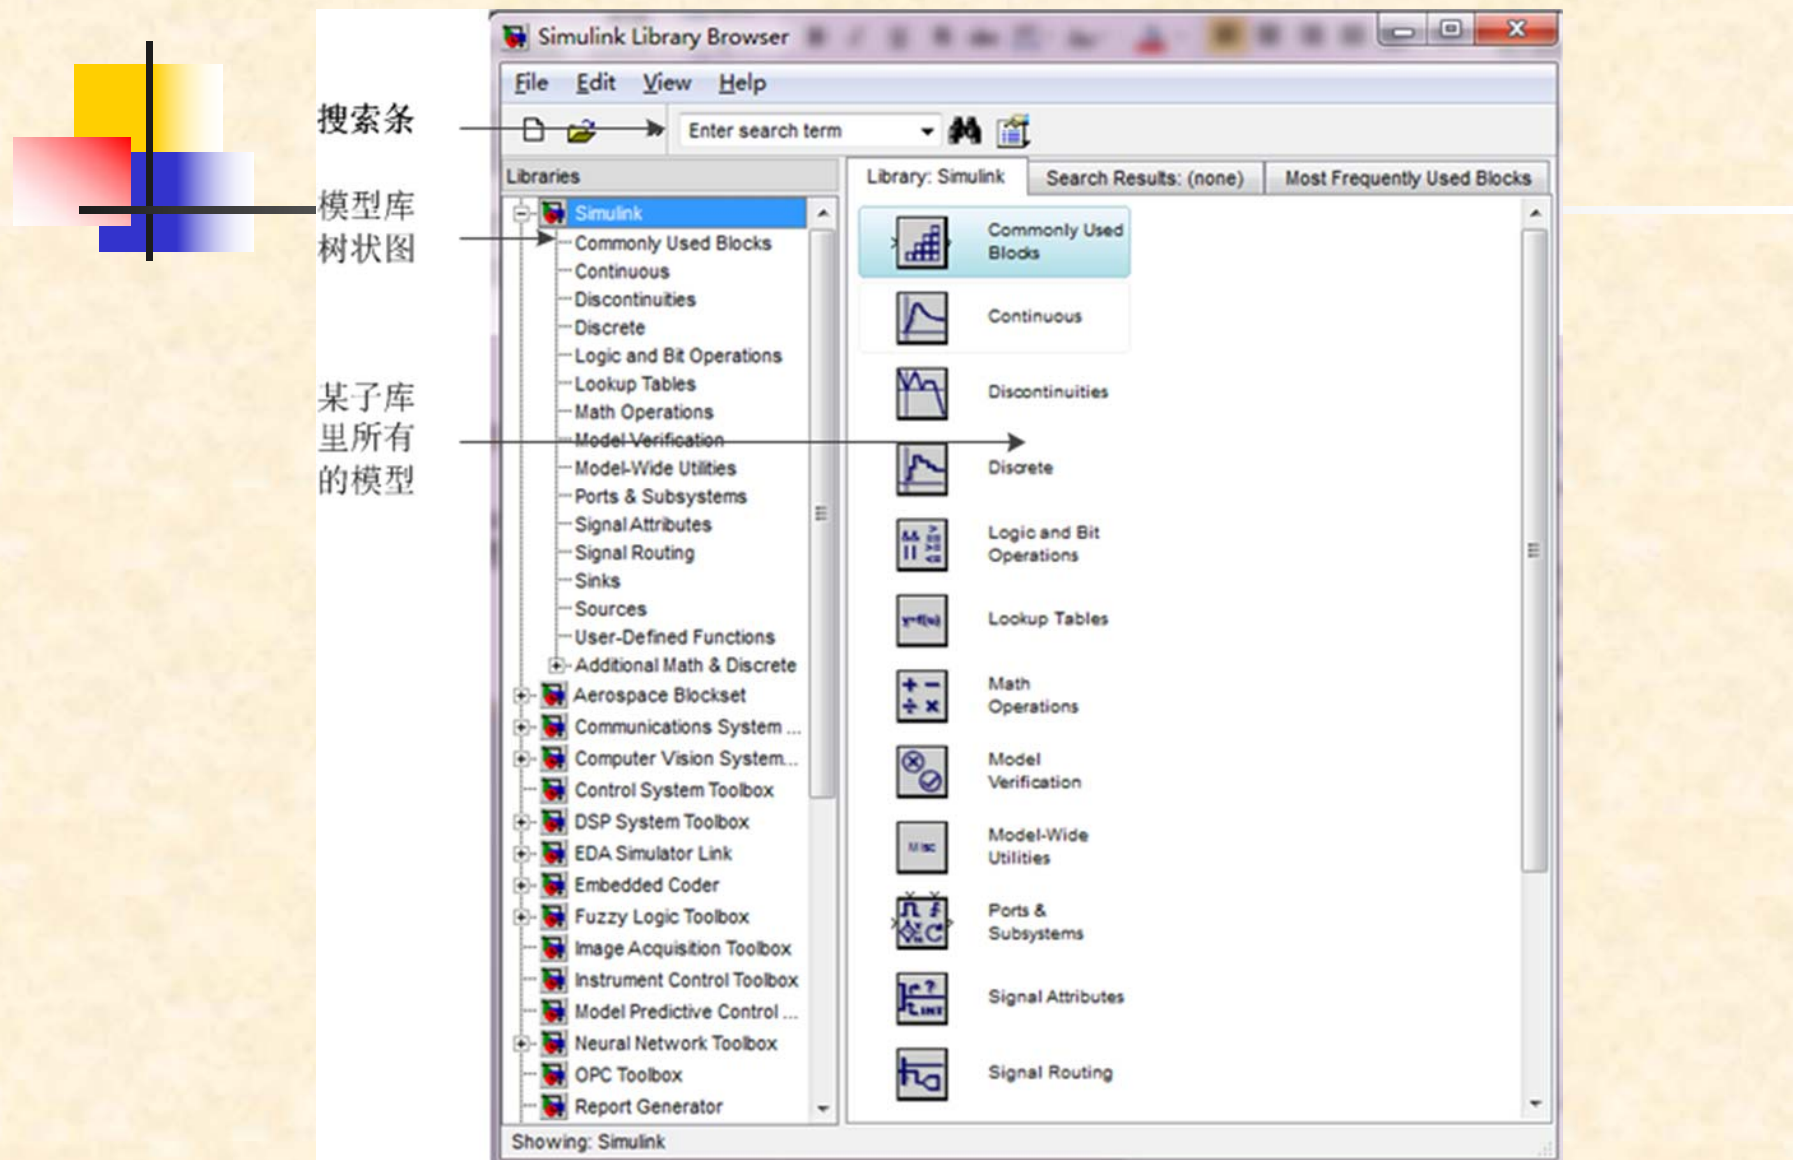 搜索条
模型库
树状图
某子库
里所有
的模型
Simulink Library Browser
File Edit View Help
Enter search term
Libraries
Simulink
Commonly Used Blocks
Continuous
Discontinuities
Discrete
Logic and Bit Operations
Lookup Tables
Math Operations
Model Verification
Model-Wide Utilities
Ports & Subsystems
Signal Attributes
Signal Routing
Sinks
Sources
User-Defined Functions
Additional Math & Discrete
Aerospace Blockset
Communications System ...
Computer Vision System...
Control System Toolbox
DSP System Toolbox
EDA Simulator Link
Embedded Coder
Fuzzy Logic Toolbox
Image Acquisition Toolbox
Instrument Control Toolbox
Model Predictive Control ...
Neural Network Toolbox
OPC Toolbox
Report Generator
Library: Simulink Search Results: (none) Most Frequently Used Blocks
Commonly Used
Blocks
Continuous
Discontinuities
Discrete
Logic and Bit
Operations
y=f(u)
Lookup Tables
Math
Operations
Model
Verification
Misc
Model-Wide
Utilities
Ports &
Subsystems
Signal Attributes
Signal Routing
Showing: Simulink